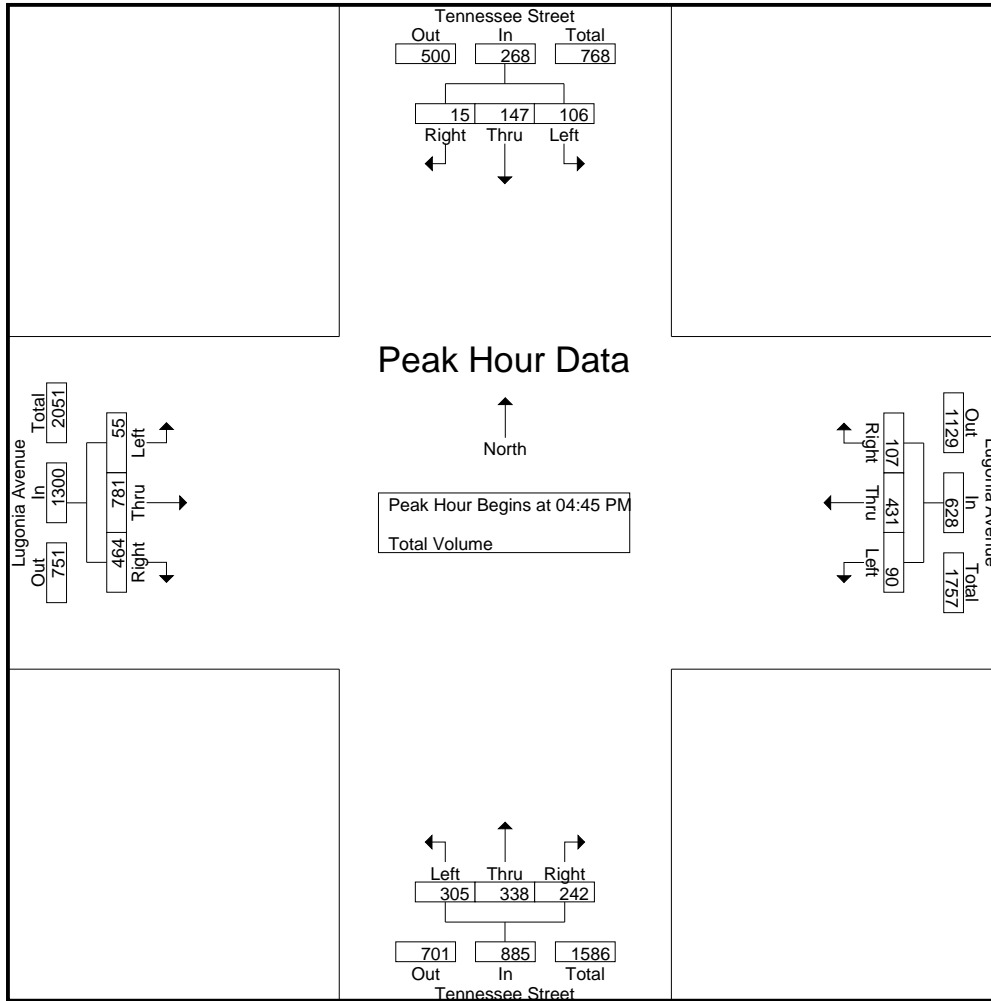 Tennessee Street
Out In Total
500 268 768
15 147 106
Right Thru Left
Peak Hour Data
North
Peak Hour Begins at 04:45 PM
Total Volume
Lugonia Avenue
Out In Total
751 1300 2051
464 781 55
Right Thru Left
Lugonia Avenue
Out In Total
1129 628 1757
107 431 90
Right Thru Left
Left Thru Right
305 338 242
701 885 1586
Out In Total
Tennessee Street